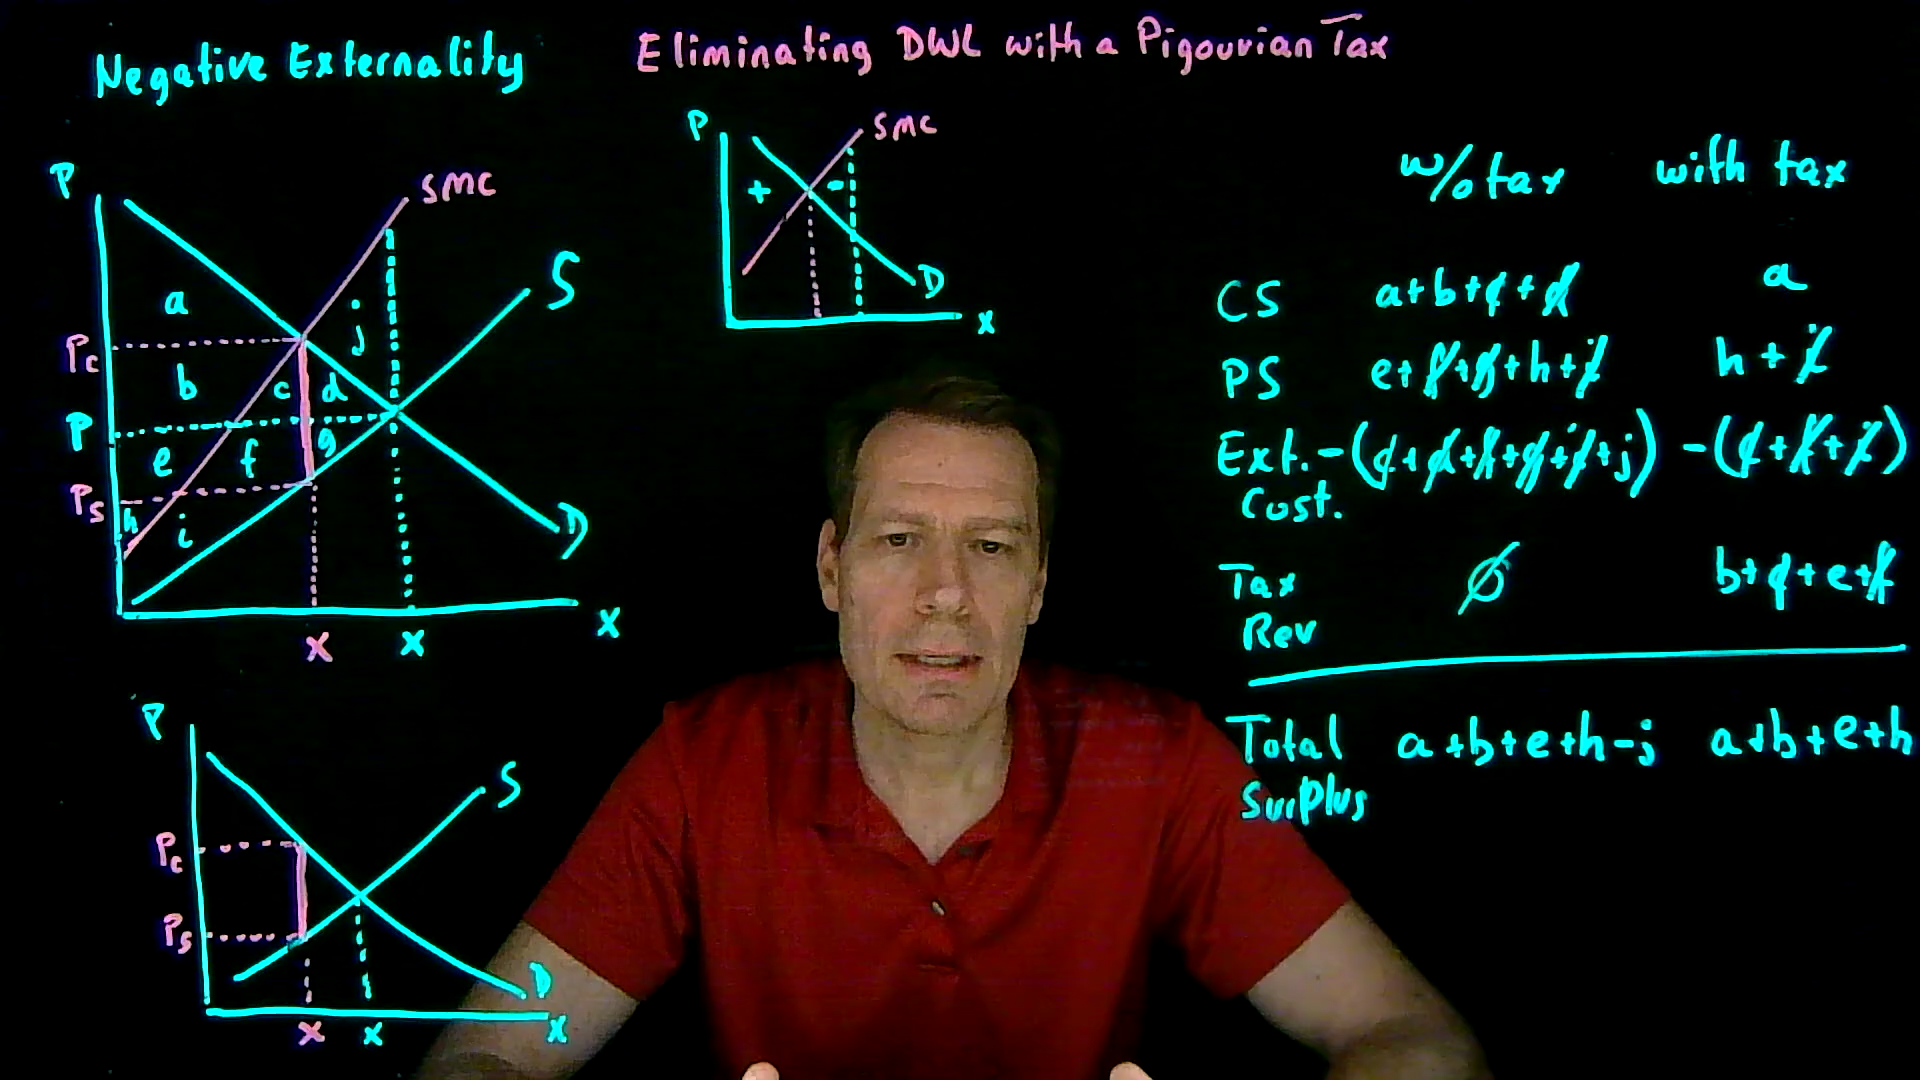 Negative Externality
Eliminating DWL with a Pigouvian Tax
P
SMC
S
a
j
Pc
b
c
d
P
e
f
g
Ps
h
i
D
X
X
X
P
SMC
+
-
D
X
P
S
Pc
Ps
D
X
X
X
w/o tax with tax
CS a+b+c+d a
PS e+f+g+h+i h+i
Ext. Cost. -(c+d+f+g+i+j) -(c+f+i)
Tax Rev Ø b+c+e+f
Total Surplus a+b+e+h-j a+b+e+h